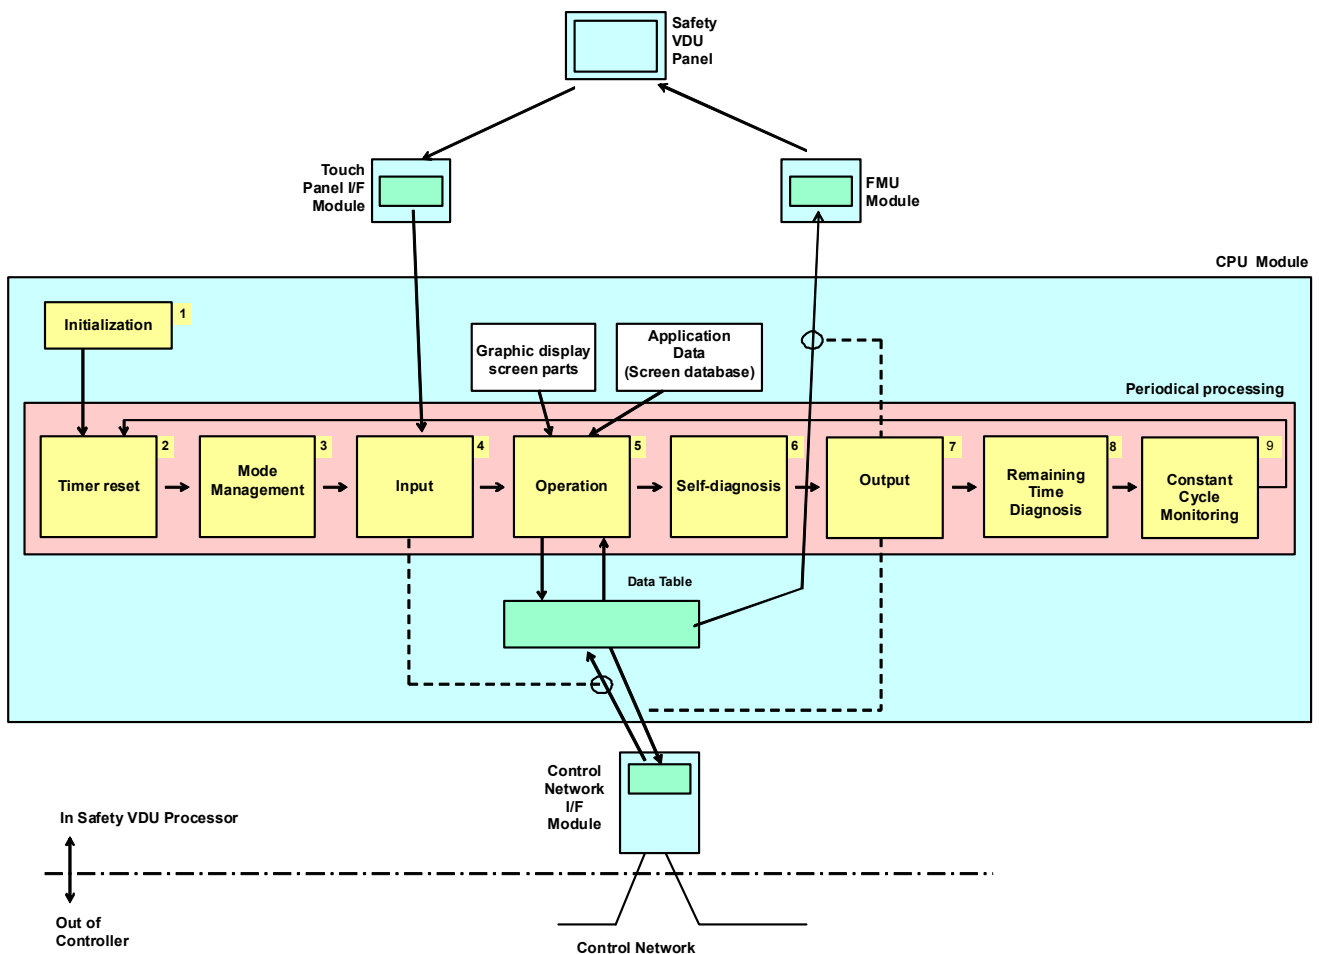 Safety
VDU
Panel
Touch
Panel I/F
Module
FMU
Module
CPU Module
Initialization
1
Graphic display
screen parts
Application
Data
(Screen database)
Periodical processing
Timer reset
2
Mode
Management
3
Input
4
Operation
5
Self-diagnosis
6
Output
7
Remaining
Time
Diagnosis
8
Constant
Cycle
Monitoring
9
Data Table
Control
Network
I/F
Module
In Safety VDU Processor
Out of
Controller
Control Network